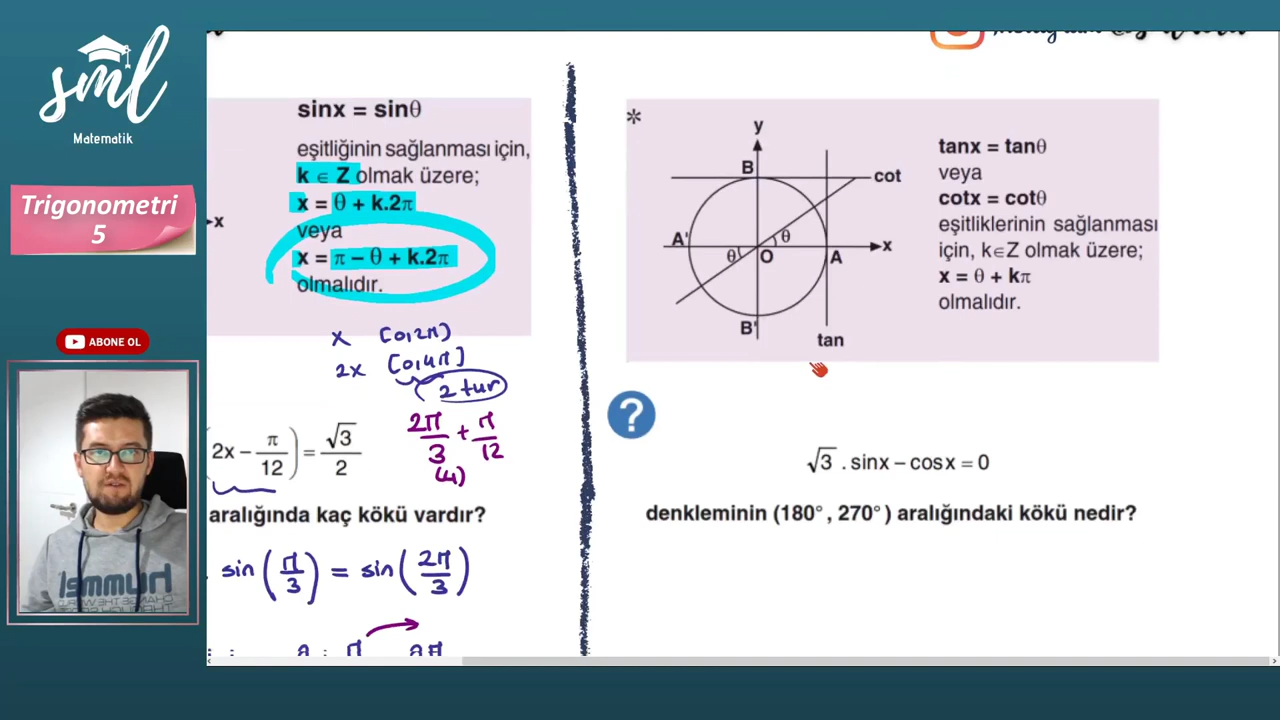 sml
Matematik
Trigonometri
5
ABONE OL
sinx = sinθ
eşitliğinin sağlanması için,
k ∈ Z olmak üzere;
x = θ + k.2π
veya
x = π – θ + k.2π
olmalıdır.
x
x [0,2π)
2x [0,4π]
2 tur
2x – π/12) = √3/2
2π/3 + π/12
(4)
aralığında kaç kökü vardır?
sin(π/3) = sin(2π/3)
*
y
B
cot
A'
θ
θ
O
A
x
B'
tan
tanx = tanθ
veya
cotx = cotθ
eşitliklerinin sağlanması
için, k∈Z olmak üzere;
x = θ + kπ
olmalıdır.
?
√3 . sinx – cosx = 0
denkleminin (180°, 270°) aralığındaki kökü nedir?